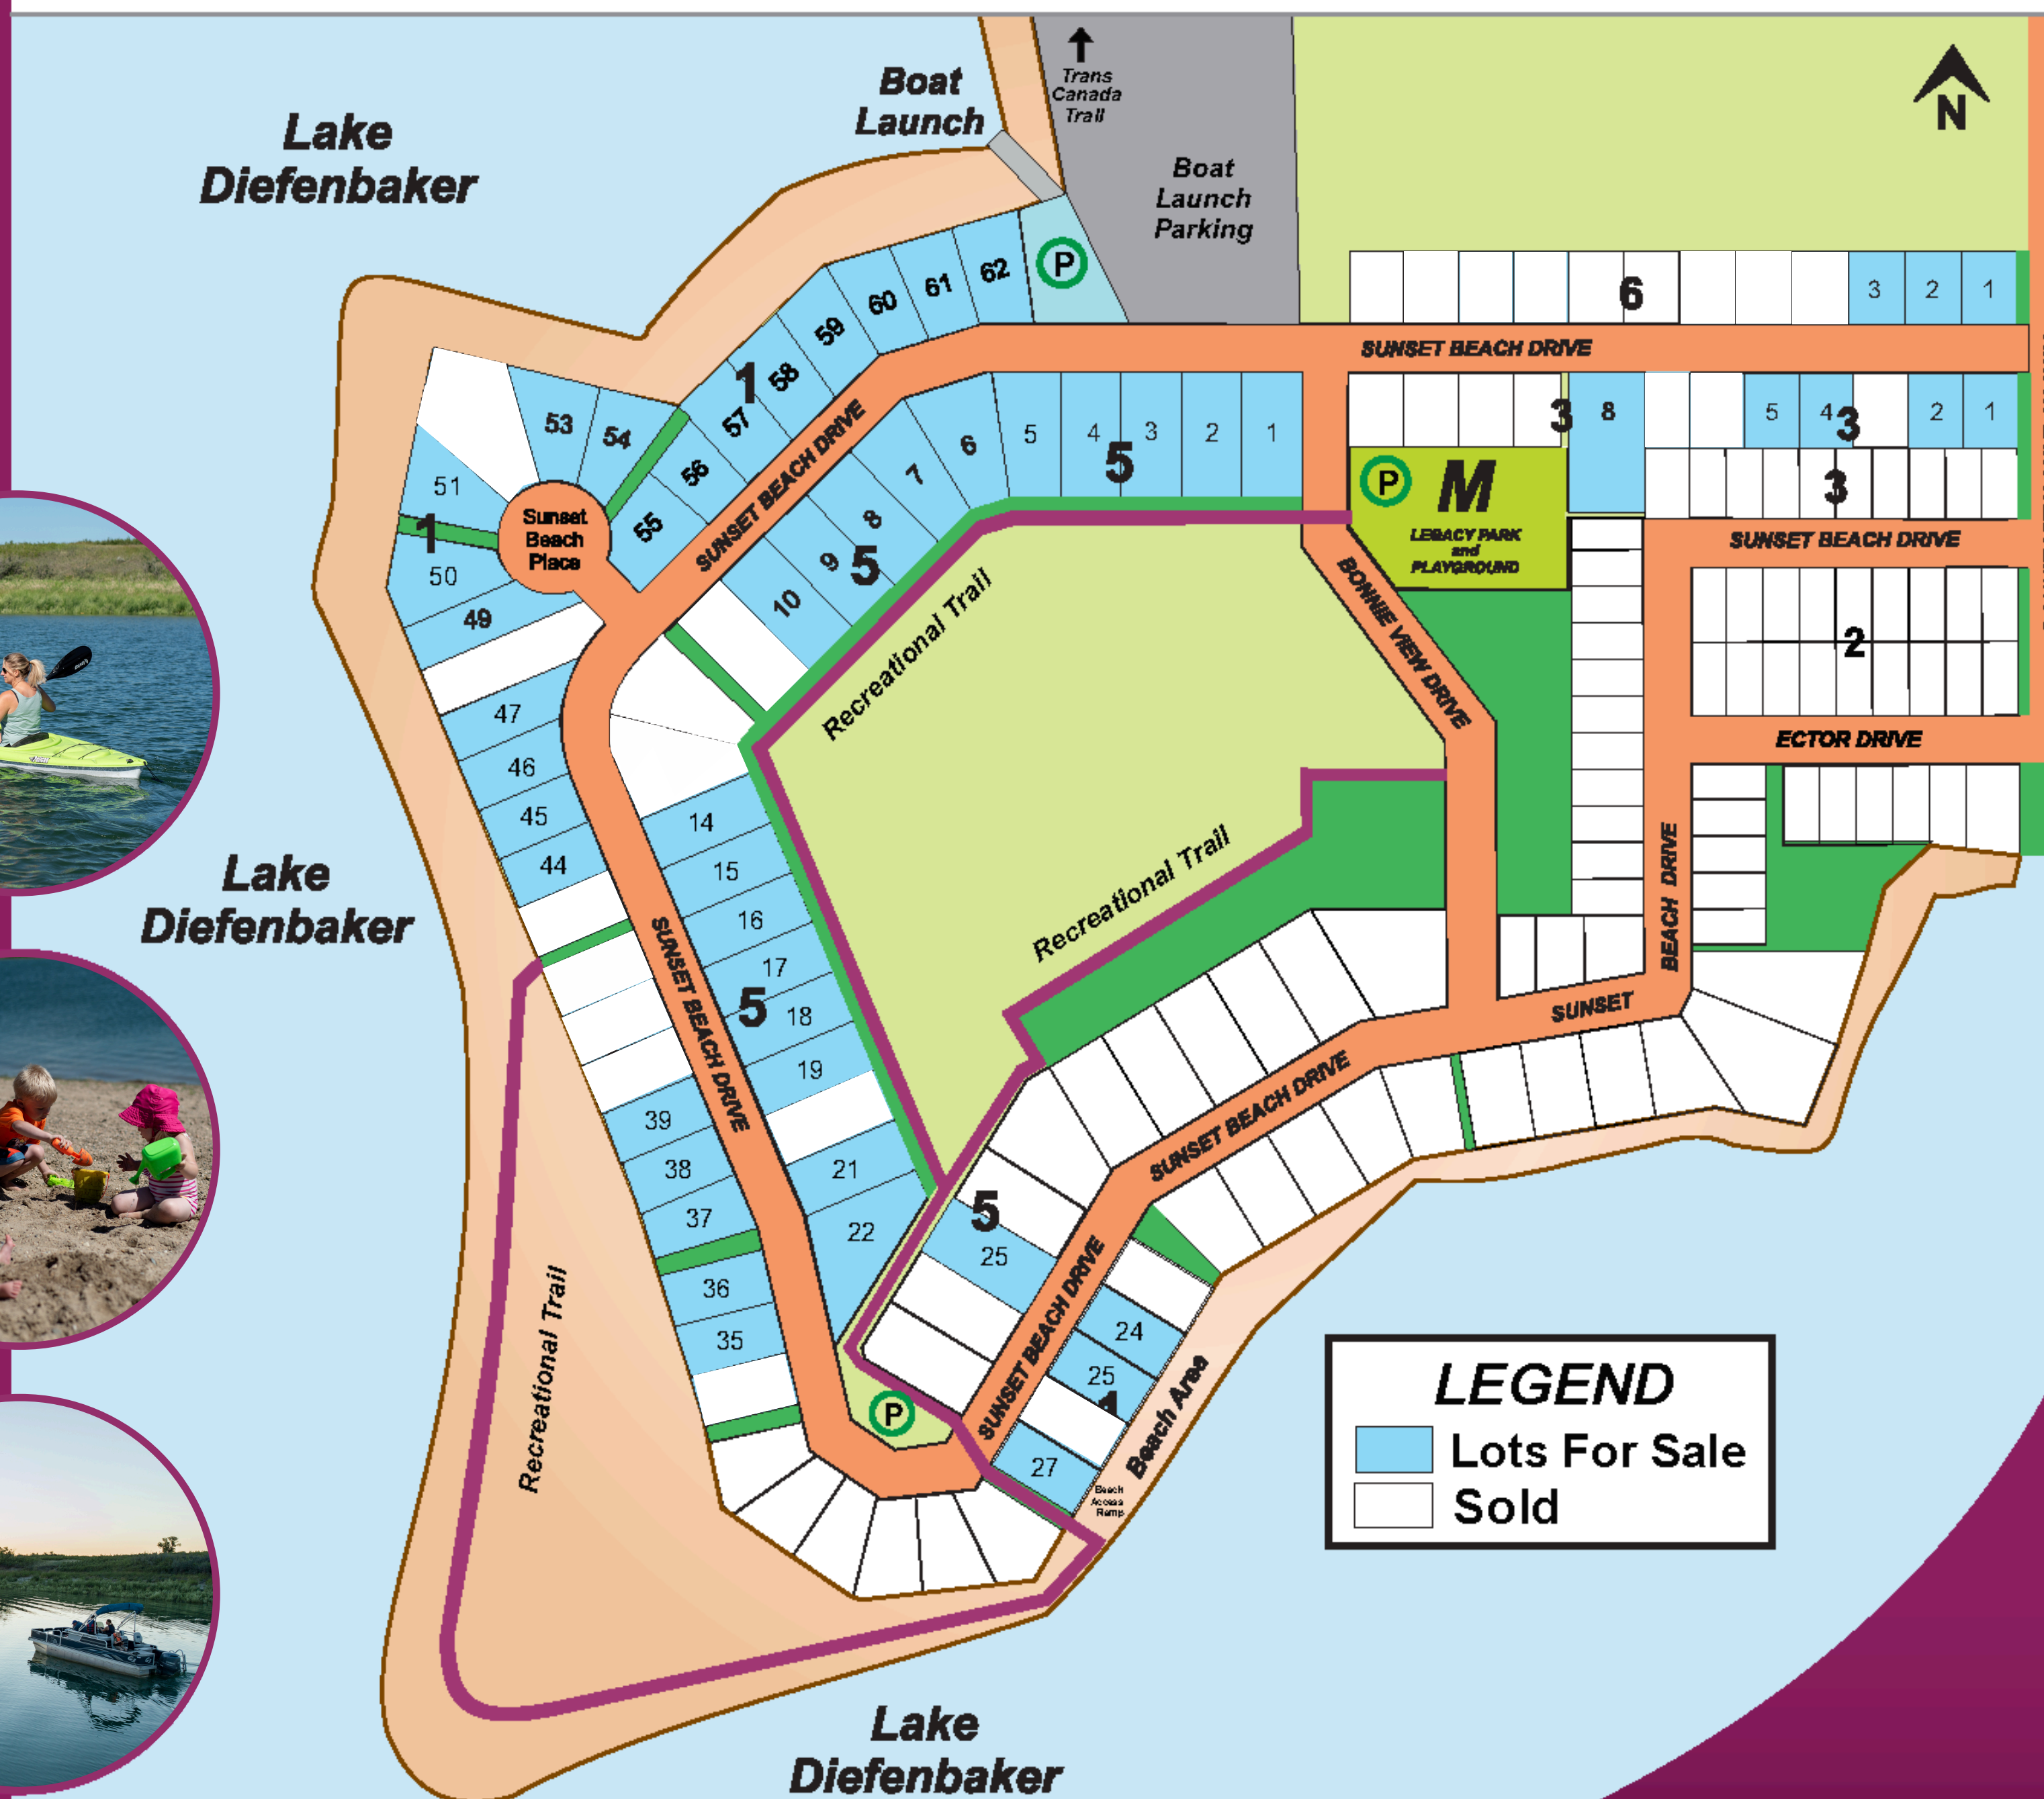 Lake
Diefenbaker
Boat
Launch
Trans
Canada
Trail
Boat
Launch
Parking
N
P
62
61
60
59
58
57
56
55
1
6
3
2
1
SUNSET BEACH DRIVE
53
54
51
50
49
1
Sunset
Beach
Place
SUNSET BEACH DRIVE
5
4
3
2
1
5
6
7
8
9
10
5
3
8
5
4
3
2
1
3
P
M
LEGACY PARK
and
PLAYGROUND
SUNSET BEACH DRIVE
2
ECTOR DRIVE
BONNIE VIEW DRIVE
Recreational Trail
Recreational Trail
BEACH DRIVE
SUNSET
47
46
45
44
Lake
Diefenbaker
14
15
16
17
18
19
5
21
22
SUNSET BEACH DRIVE
39
38
37
36
35
SUNSET BEACH DRIVE
5
25
SUNSET BEACH DRIVE
24
25
1
27
P
Beach Area
Beach
Access
Ramp
Recreational Trail
LEGEND
Lots For Sale
Sold
Lake
Diefenbaker